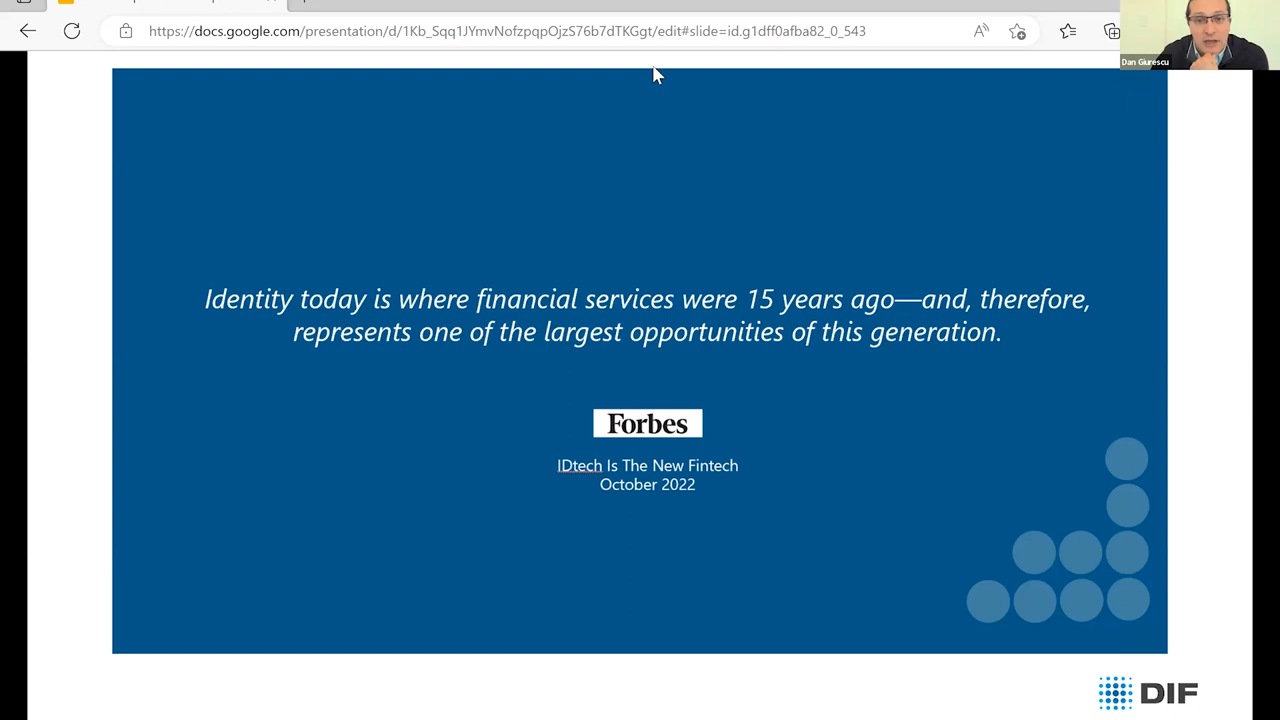 https://docs.google.com/presentation/d/1Kb_Sqq1JYmvNofzpqpOjzS76b7dTKGgt/edit#slide=id.g1dff0afba82_0_543
Dan Giurescu
Identity today is where financial services were 15 years ago—and, therefore,
represents one of the largest opportunities of this generation.
Forbes
IDtech Is The New Fintech
October 2022
DIF